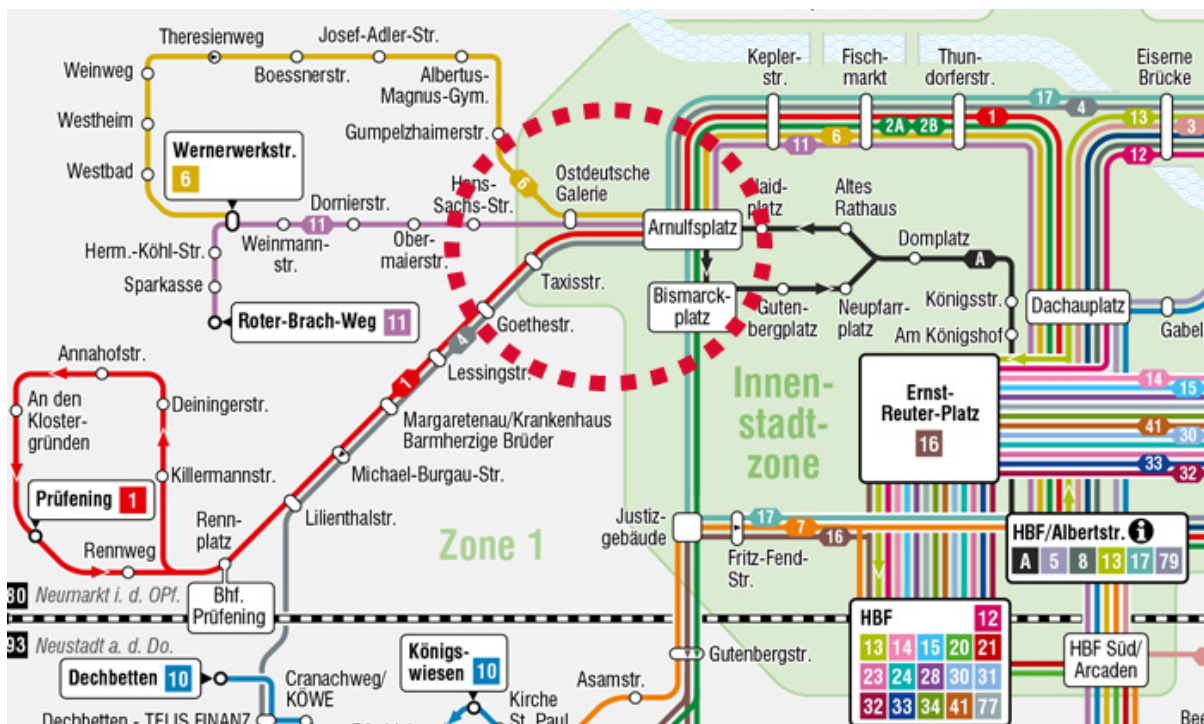 Theresienweg
Josef-Adler-Str.
Weinweg
Boessnerstr.
Albertus-
Magnus-Gym.
Westheim
Gumpelzhaimerstr.
Westbad
Wernerwerkstr.
6
6
Ostdeutsche
Galerie
Hans-
Sachs-Str.
Dornierstr.
11
Weinmann-
str.
Ober-
maierstr.
Herm.-Köhl-Str.
Sparkasse
Roter-Brach-Weg 11
Kepler-
str.
Fisch-
markt
Thun-
dorferstr.
Eiserne
Brücke
17
4
1
2A 2B
6
11
13
3
12
Arnulfsplatz
Haid-
platz
Altes
Rathaus
Domplatz
A
Bismarck-
platz
Guten-
bergplatz
Neupfarr-
platz
Königsstr.
Am Königshof
Dachauplatz
Gabel
Taxisstr.
Goethestr.
4
Lessingstr.
1
Margaretenau/Krankenhaus
Barmherzige Brüder
Michael-Burgau-Str.
Lilienthalstr.
Annahofstr.
An den
Kloster-
gründen
Deiningerstr.
Killermannstr.
Prüfening 1
Rennweg
Renn-
platz
Bhf.
Prüfening
Zone 1
Innen-
stadt-
zone
Ernst-
Reuter-Platz
16
14
15
41
30
33
32
Justiz-
gebäude
17
7
16
Fritz-Fend-
Str.
HBF/Albertstr. i
A 5 8 13 17 79
HBF 12
13 14 15 20 21
23 24 28 30 31
32 33 34 41 77
HBF Süd/
Arcaden
80 Neumarkt i. d. OPf.
93 Neustadt a. d. Do.
Dechbetten 10
Cranachweg/
KÖWE
Dechbetten - TELIS FINANZ
Königs-
wiesen 10
Kirche
St. Paul
Asamstr.
Gutenbergstr.